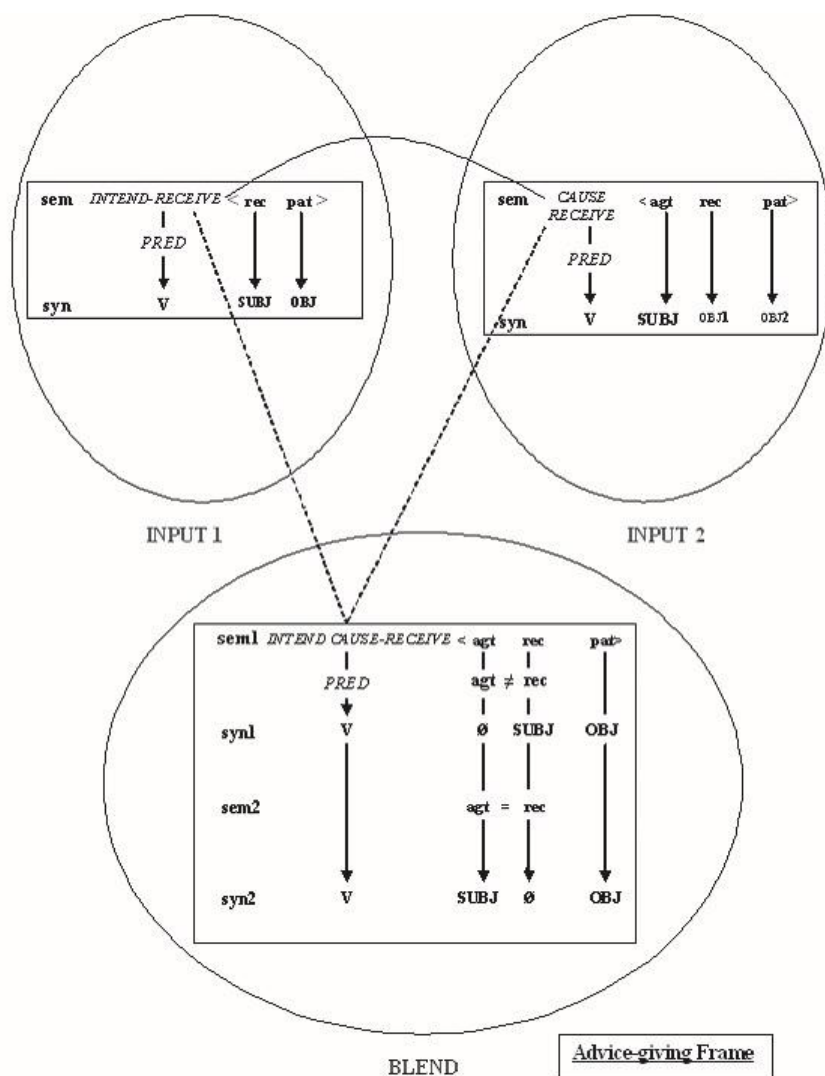 sem INTEND-RECEIVE < rec pat >
PRED
syn V SUBJ OBJ
INPUT 1
sem CAUSE RECEIVE < agt rec pat >
PRED
syn V SUBJ OBJ1 OBJ2
INPUT 2
sem1 INTEND CAUSE-RECEIVE < agt rec pat >
PRED agt ≠ rec
syn1 V Ø SUBJ OBJ
sem2 agt = rec
syn2 V SUBJ Ø OBJ
BLEND
Advice-giving Frame